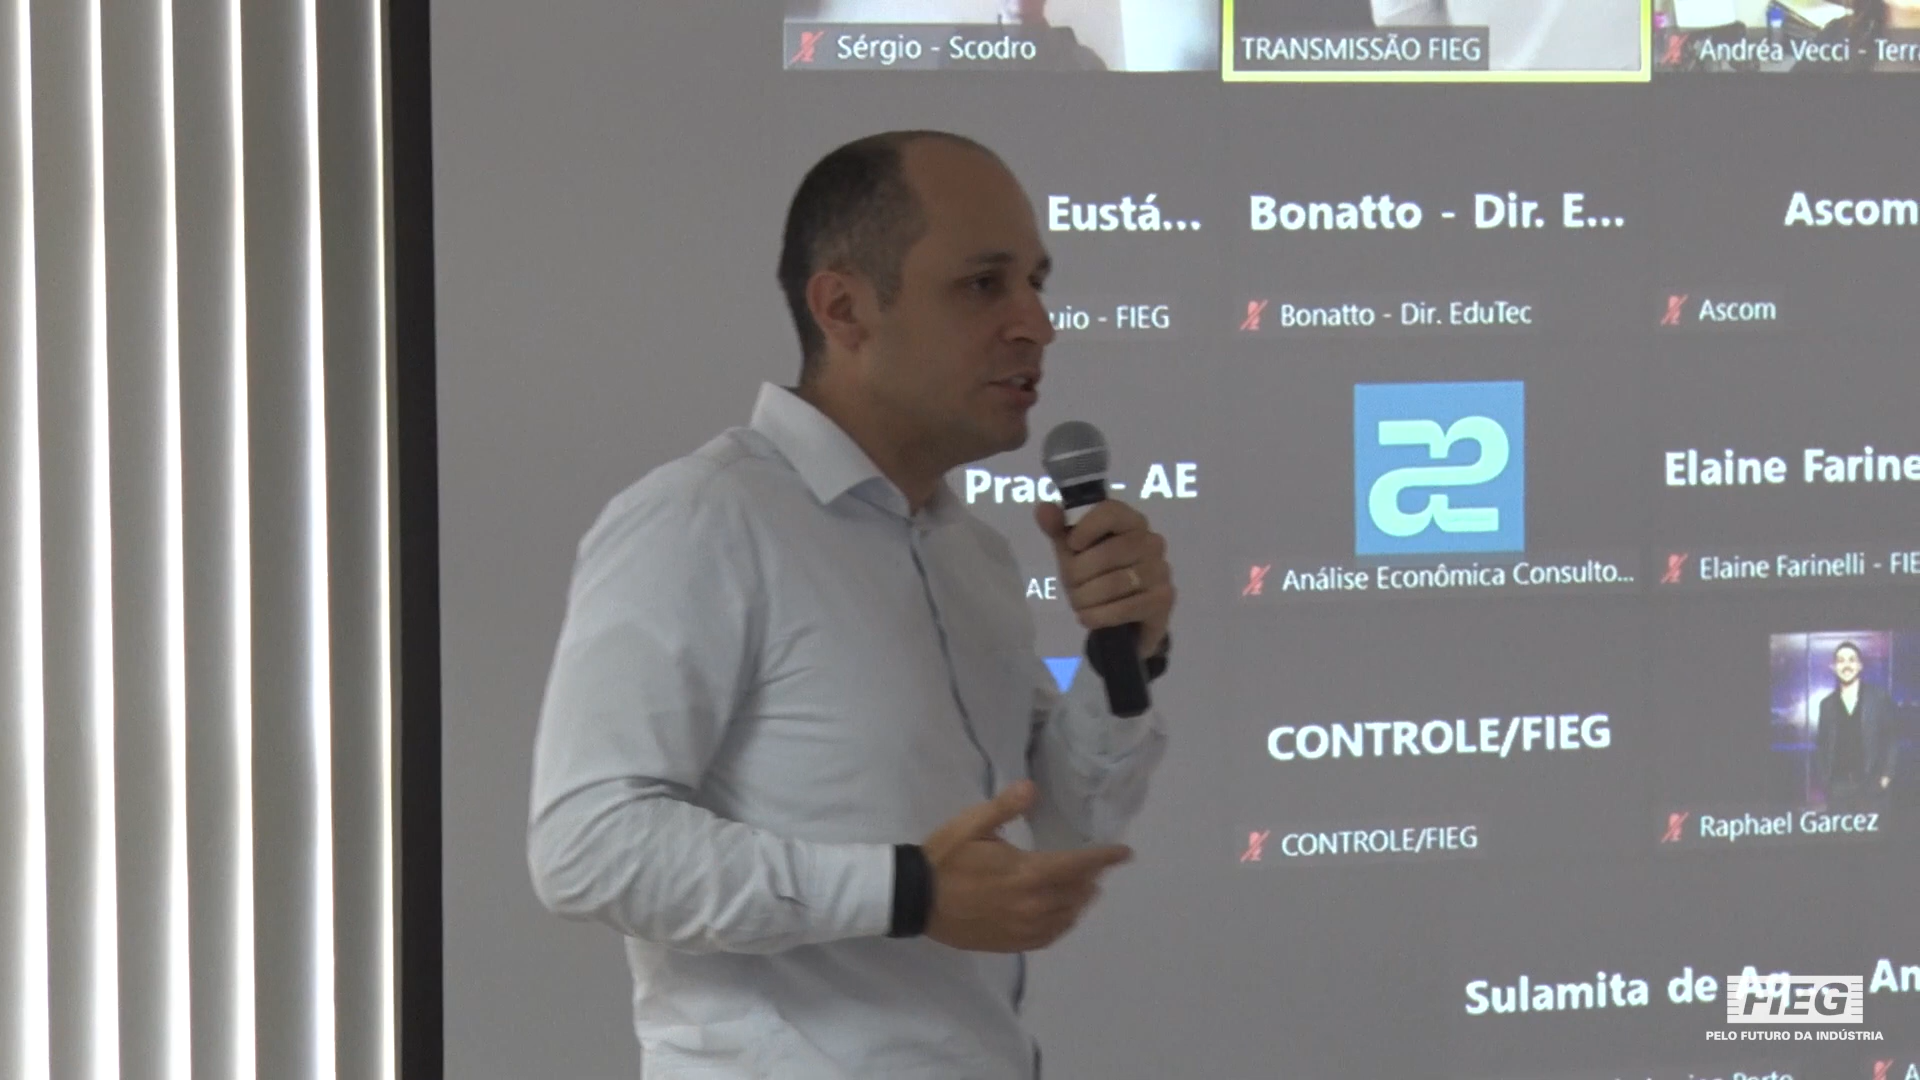 Sérgio - Scodro
TRANSMISSÃO FIEG
Andréa Vecci - Terr
Eustá...
Bonatto - Dir. E...
Ascom
uio - FIEG
Bonatto - Dir. EduTec
Ascom
- AE
Elaine Farine
AE
Análise Econômica Consulto...
Elaine Farinelli - FIE
CONTROLE/FIEG
CONTROLE/FIEG
Raphael Garcez
Sulamita de Ag...
An
FIEG
PELO FUTURO DA INDÚSTRIA